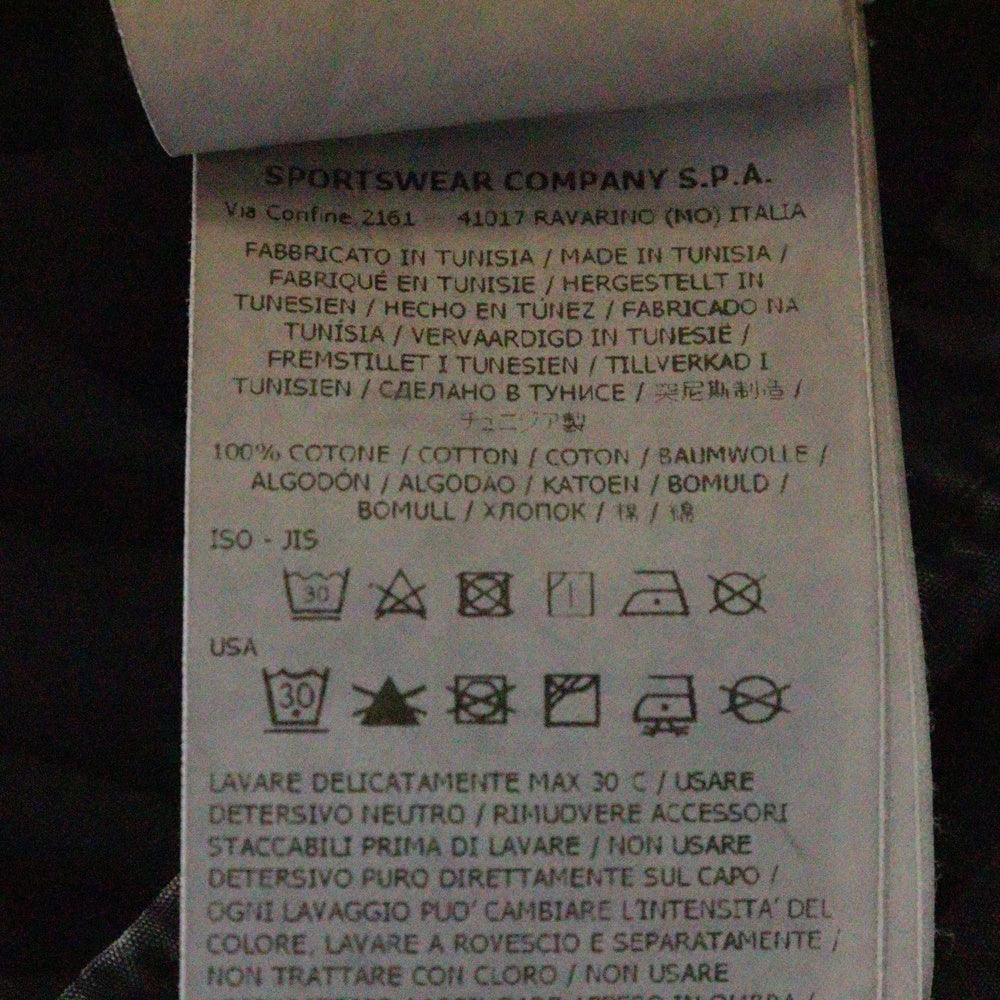 SPORTSWEAR COMPANY S.P.A.
Via Confine 2161 41017 RAVARINO (MO) ITALIA
FABBRICATO IN TUNISIA / MADE IN TUNISIA /
FABRIQUÉ EN TUNISIE / HERGESTELLT IN
TUNESIEN / HECHO EN TÚNEZ / FABRICADO NA
TUNÍSIA / VERVAARDIGD IN TUNESIË /
FREMSTILLET I TUNESIEN / TILLVERKAD I
TUNISIEN / СДЕЛАНО В ТУНИСЕ / 突尼斯制造 /
チュニジア製
100% COTONE / COTTON / COTON / BAUMWOLLE /
ALGODÓN / ALGODAO / KATOEN / BOMULD /
BOMULL / ХЛОПОК / 棉 / 綿
ISO - JIS
30
USA
30
LAVARE DELICATAMENTE MAX 30 C / USARE
DETERSIVO NEUTRO / RIMUOVERE ACCESSORI
STACCABILI PRIMA DI LAVARE / NON USARE
DETERSIVO PURO DIRETTAMENTE SUL CAPO /
OGNI LAVAGGIO PUO' CAMBIARE L'INTENSITA' DEL
COLORE, LAVARE A ROVESCIO E SEPARATAMENTE /
NON TRATTARE CON CLORO / NON USARE